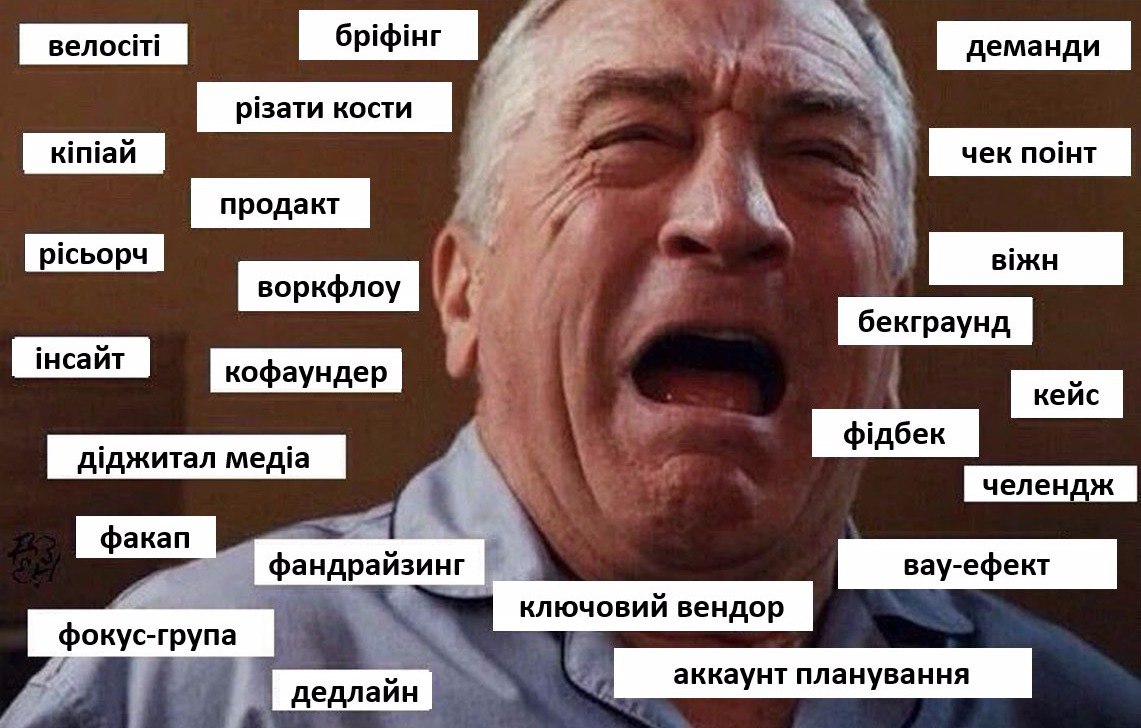 велосіті
бріфінг
деманди
різати кости
кіпіай
чек поінт
продакт
рісьорч
віжн
воркфлоу
бекграунд
інсайт
кофаундер
кейс
фідбек
діджитал медіа
челендж
факап
фандрайзинг
вау-ефект
ключовий вендор
фокус-група
аккаунт планування
дедлайн